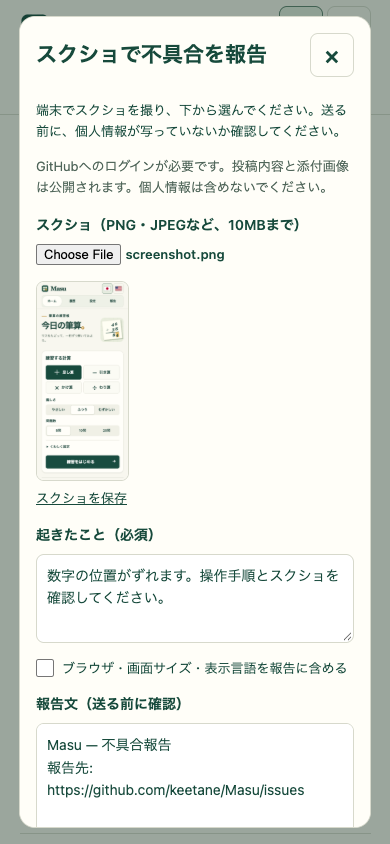 スクショで不具合を報告
×
端末でスクショを撮り、下から選んでください。送る
前に、個人情報が写っていないか確認してください。
GitHubへのログインが必要です。投稿内容と添付画像
は公開されます。個人情報は含めないでください。
スクショ（PNG・JPEGなど、10MBまで）
Choose File screenshot.png
Masu
今日の筆算。
練習する計算
スクショを保存
起きたこと（必須）
数字の位置がずれます。操作手順とスクショを
確認してください。
ブラウザ・画面サイズ・表示言語を報告に含める
報告文（送る前に確認）
Masu — 不具合報告
報告先:
https://github.com/keetane/Masu/issues